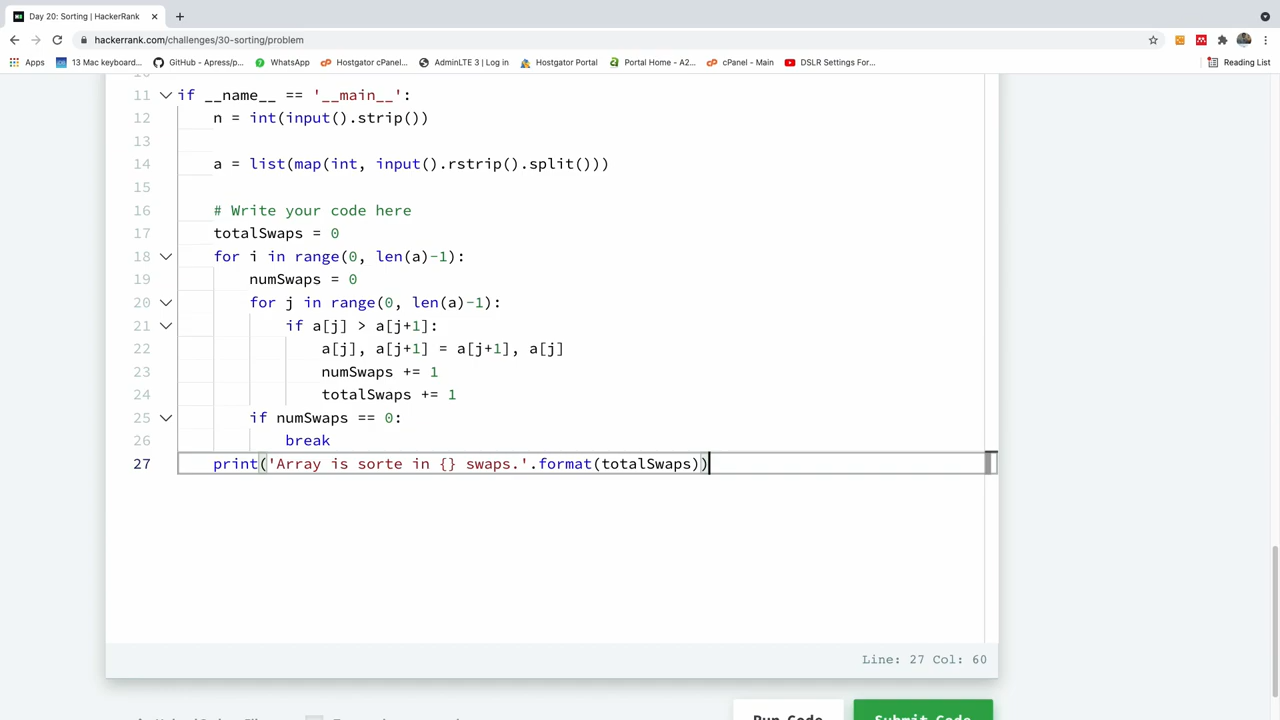 Day 20: Sorting | HackerRank
hackerrank.com/challenges/30-sorting/problem
Apps 13 Mac keyboard... GitHub - Apress/p... WhatsApp Hostgator cPanel... AdminLTE 3 | Log in Hostgator Portal Portal Home - A2... cPanel - Main DSLR Settings For... Reading List
10
11 if __name__ == '__main__':
12 n = int(input().strip())
13
14 a = list(map(int, input().rstrip().split()))
15
16 # Write your code here
17 totalSwaps = 0
18 for i in range(0, len(a)-1):
19 numSwaps = 0
20 for j in range(0, len(a)-1):
21 if a[j] > a[j+1]:
22 a[j], a[j+1] = a[j+1], a[j]
23 numSwaps += 1
24 totalSwaps += 1
25 if numSwaps == 0:
26 break
27 print('Array is sorte in {} swaps.'.format(totalSwaps))
Line: 27 Col: 60
Run Code Submit Code